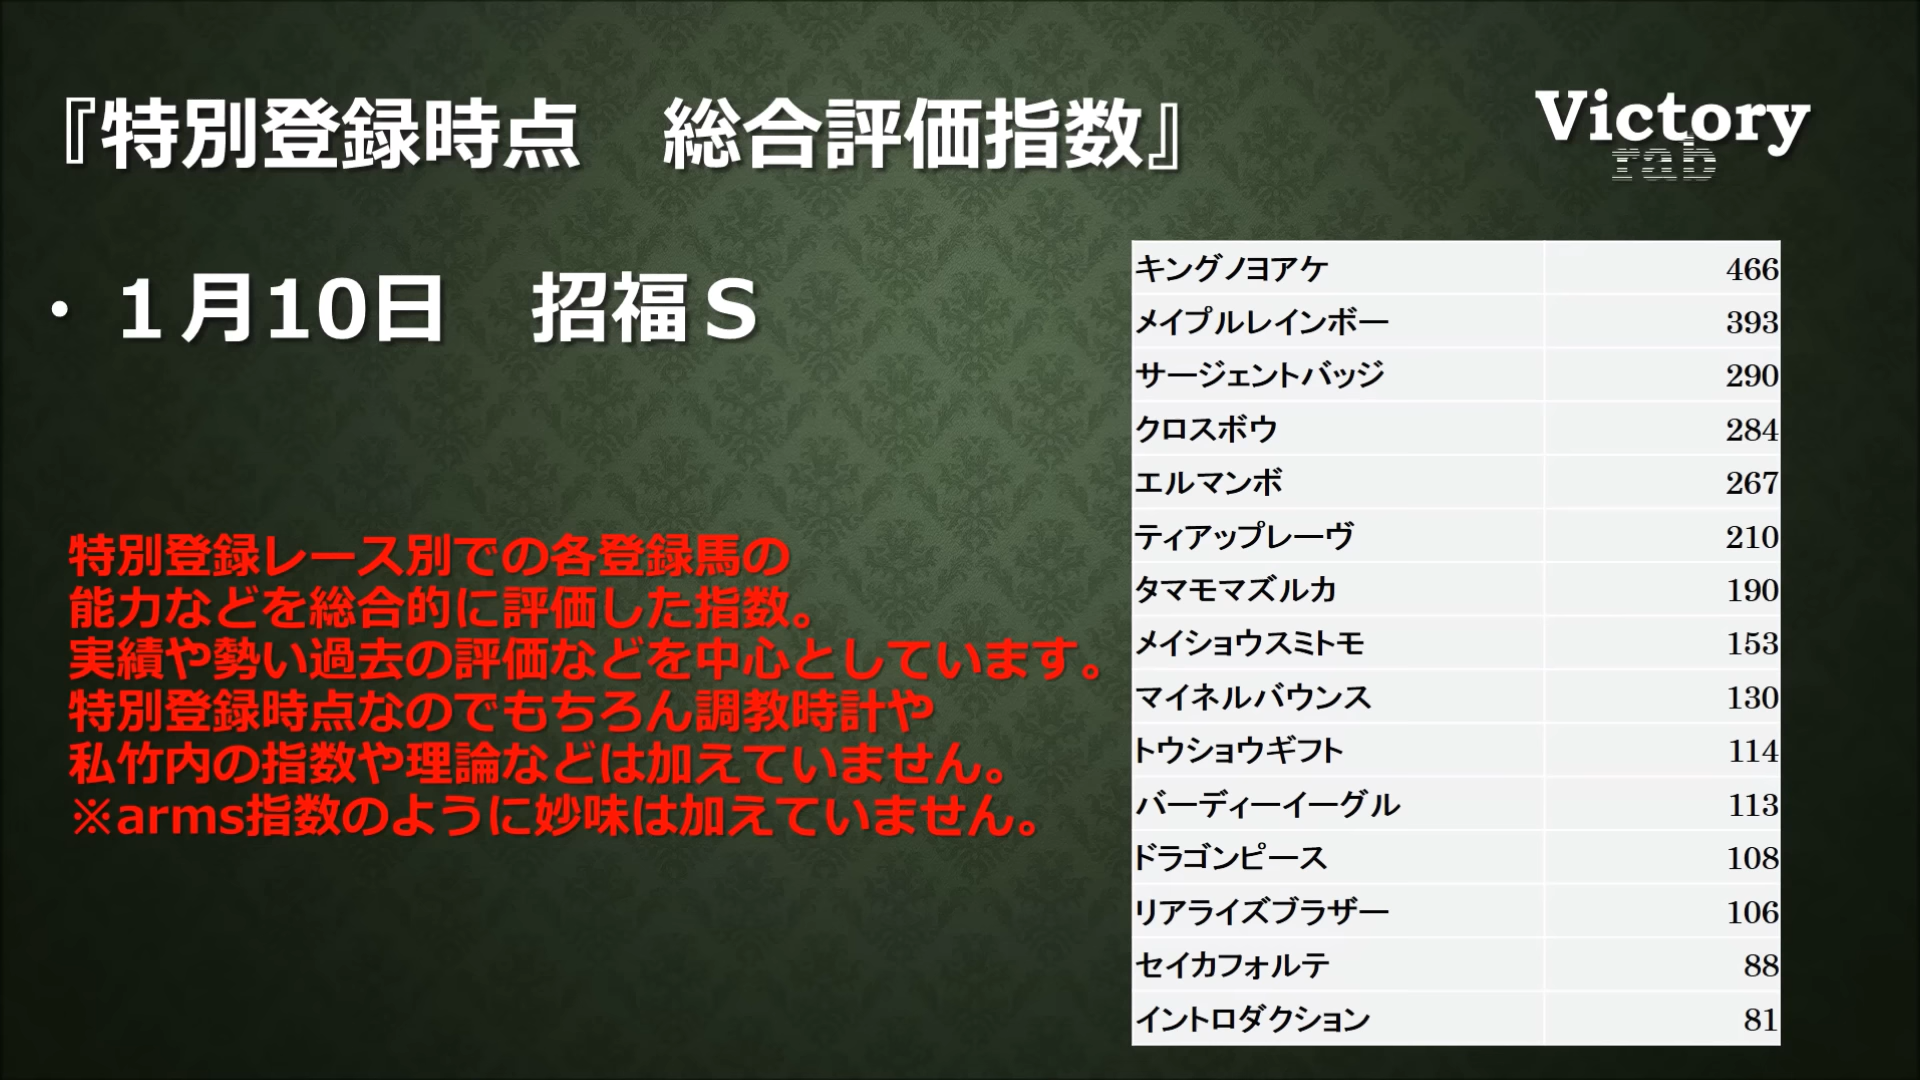 『特別登録時点　総合評価指数』
Victory
rab
・１月10日　招福Ｓ
特別登録レース別での各登録馬の
能力などを総合的に評価した指数。
実績や勢い過去の評価などを中心としています。
特別登録時点なのでもちろん調教時計や
私竹内の指数や理論などは加えていません。
※arms指数のように妙味は加えていません。
キングノヨアケ 466
メイプルレインボー 393
サージェントバッジ 290
クロスボウ 284
エルマンボ 267
ティアップレーヴ 210
タマモマズルカ 190
メイショウスミトモ 153
マイネルバウンス 130
トウショウギフト 114
バーディーイーグル 113
ドラゴンピース 108
リアライズブラザー 106
セイカフォルテ 88
イントロダクション 81